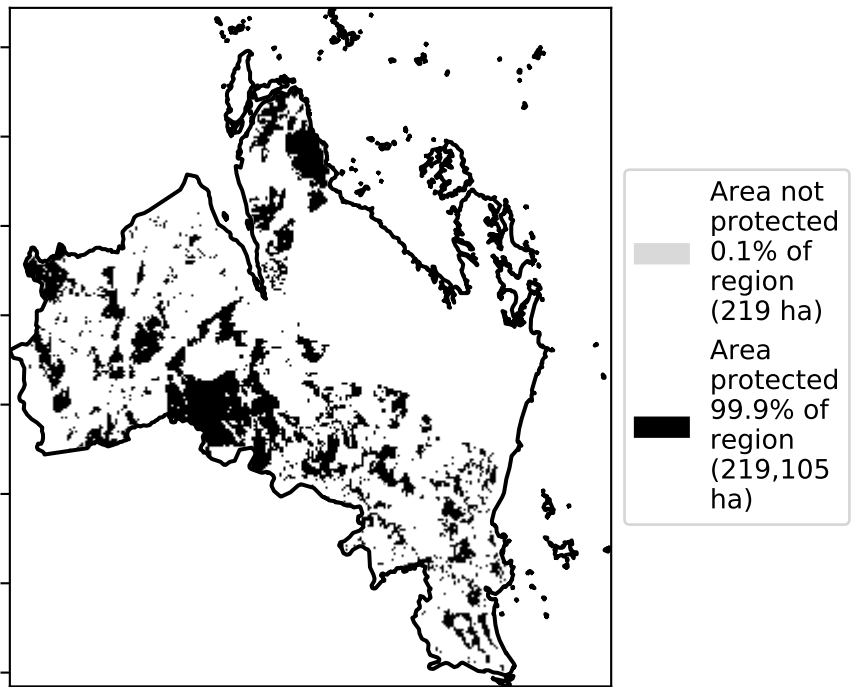 Area not
protected
0.1% of
region
(219 ha)
Area
protected
99.9% of
region
(219,105
ha)